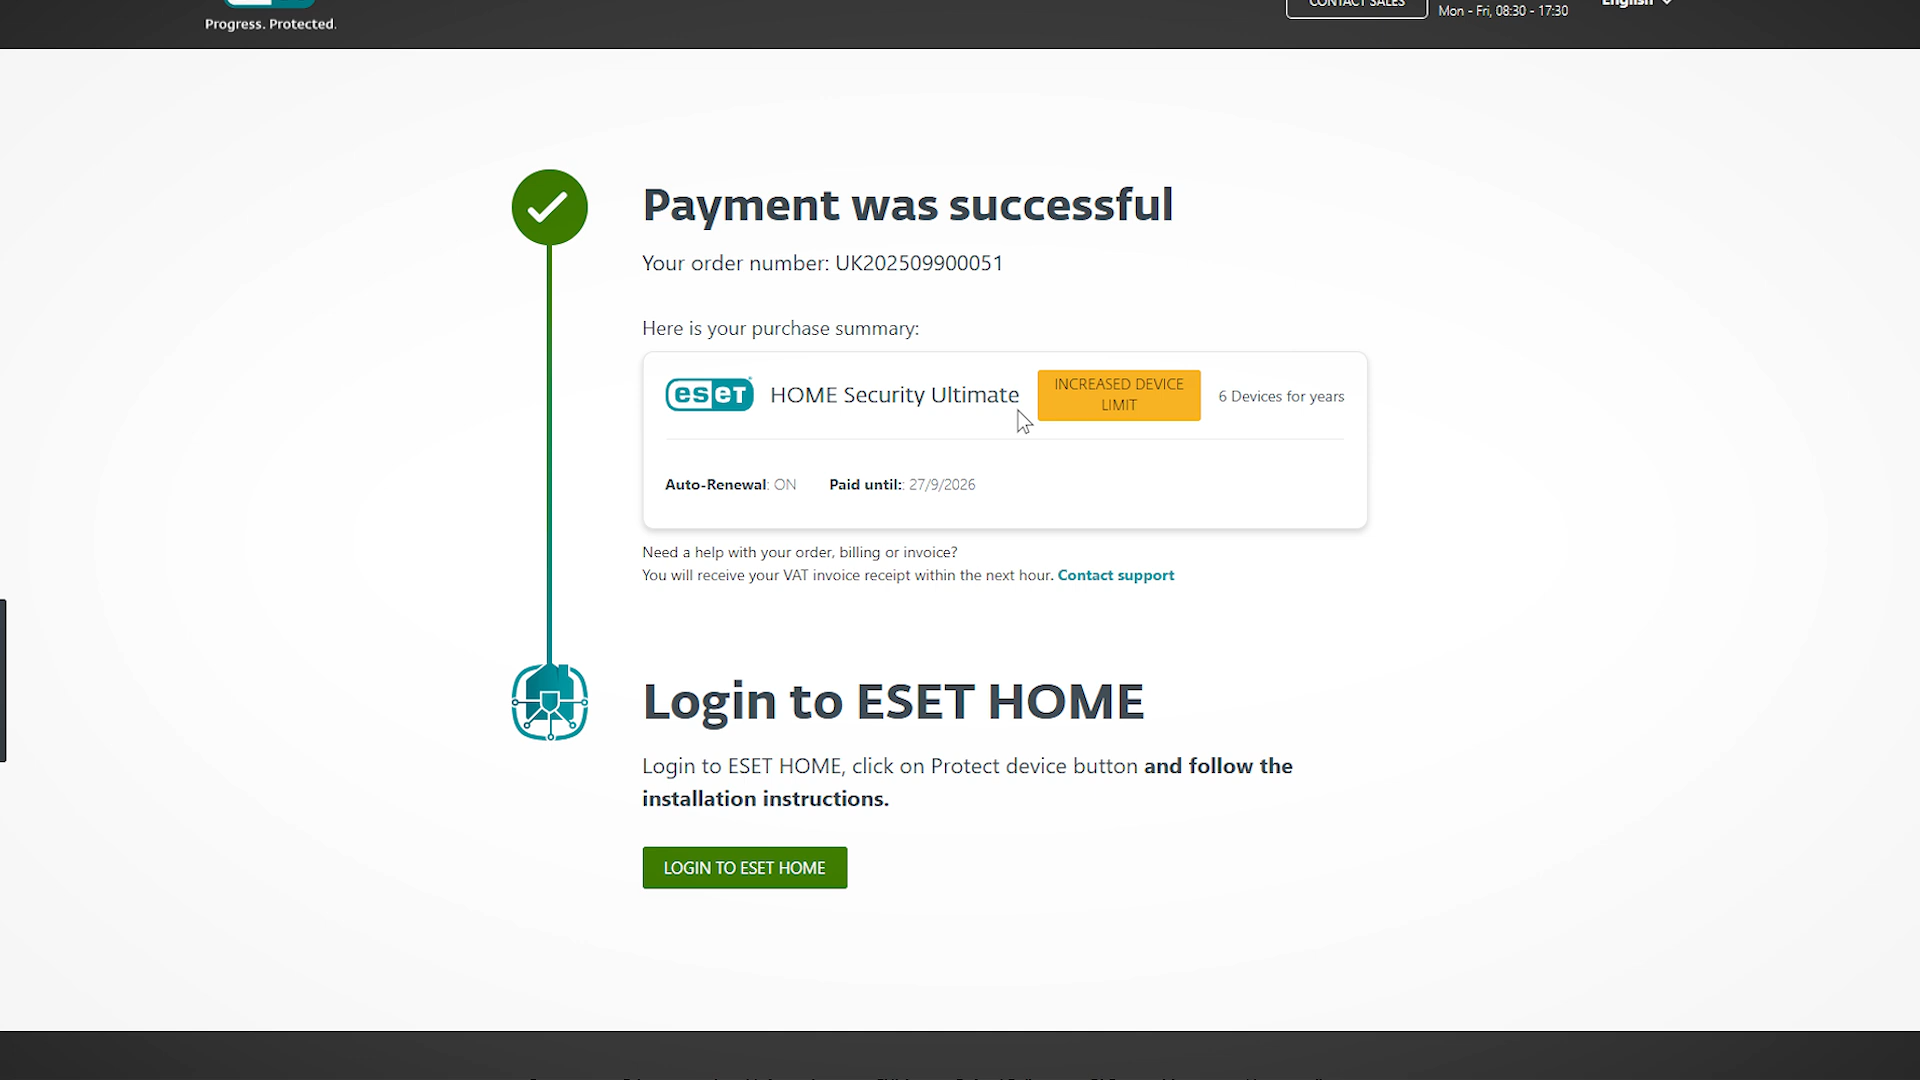 Progress. Protected.
CONTACT SALES
Mon - Fri, 08:30 - 17:30
English
Payment was successful
Your order number: UK202509900051
Here is your purchase summary:
eset HOME Security Ultimate
INCREASED DEVICE
LIMIT
6 Devices for years
Auto-Renewal: ON
Paid until:: 27/9/2026
Need a help with your order, billing or invoice?
You will receive your VAT invoice receipt within the next hour. Contact support
Login to ESET HOME
Login to ESET HOME, click on Protect device button and follow the
installation instructions.
LOGIN TO ESET HOME